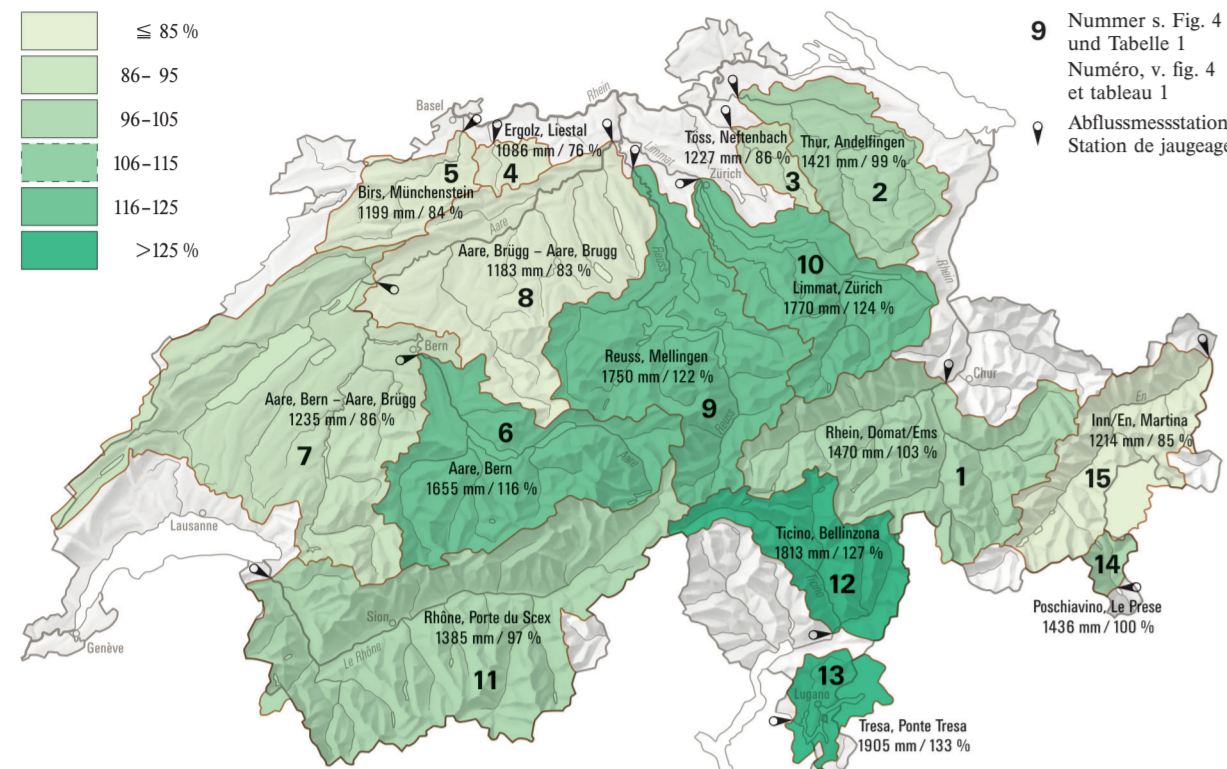 ≦ 85 %
86– 95
96–105
106–115
116–125
>125 %
9
Nummer s. Fig. 4
und Tabelle 1
Numéro, v. fig. 4
et tableau 1
Abflussmessstation
Station de jaugeage
Basel
Rhein
Ergolz, Liestal
1086 mm / 76 %
4
5
Birs, Münchenstein
1199 mm / 84 %
Limmat
Zürich
Töss, Neftenbach
1227 mm / 86 %
3
Thur, Andelfingen
1421 mm / 99 %
2
Aare
Reuss
Aare, Brügg – Aare, Brugg
1183 mm / 83 %
8
10
Limmat, Zürich
1770 mm / 124 %
Rhein
Bern
Reuss, Mellingen
1750 mm / 122 %
9
Reuss
Chur
Aare, Bern – Aare, Brügg
1235 mm / 86 %
7
6
Aare
Aare, Bern
1655 mm / 116 %
Rhein, Domat/Ems
1470 mm / 103 %
1
En
Inn/En, Martina
1214 mm / 85 %
15
Lausanne
Ticino, Bellinzona
1813 mm / 127 %
12
Ticino
14
Poschiavino, Le Prese
1436 mm / 100 %
Sion
Le Rhône
Rhône, Porte du Scex
1385 mm / 97 %
11
Genève
13
Lugano
Tresa, Ponte Tresa
1905 mm / 133 %